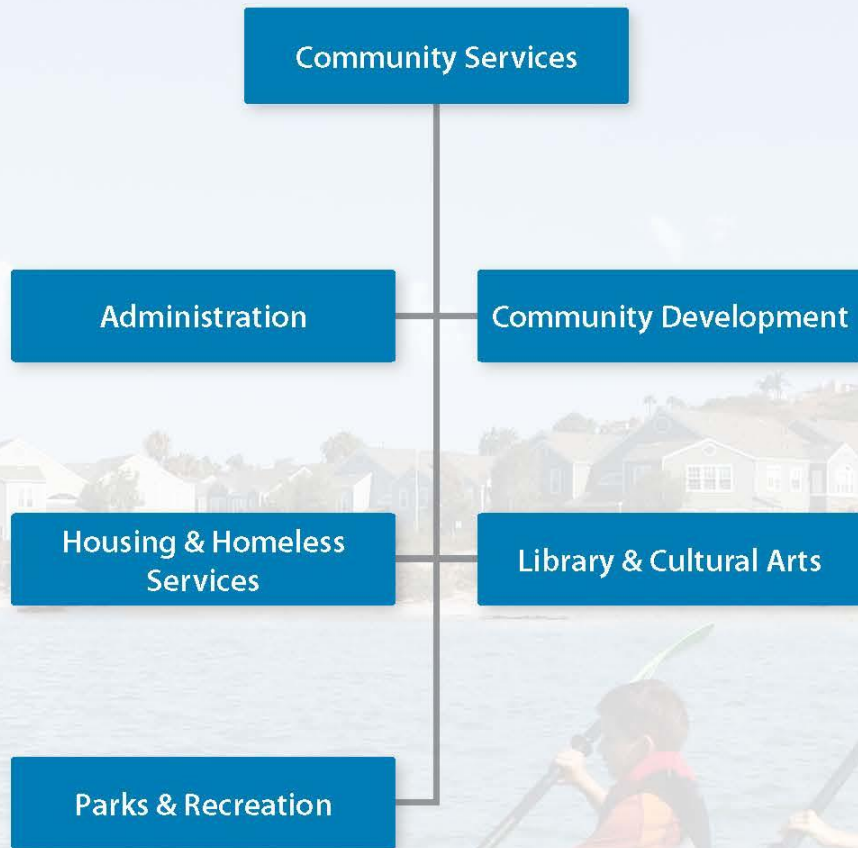 Community Services
Administration
Community Development
Housing & Homeless
Services
Library & Cultural Arts
Parks & Recreation